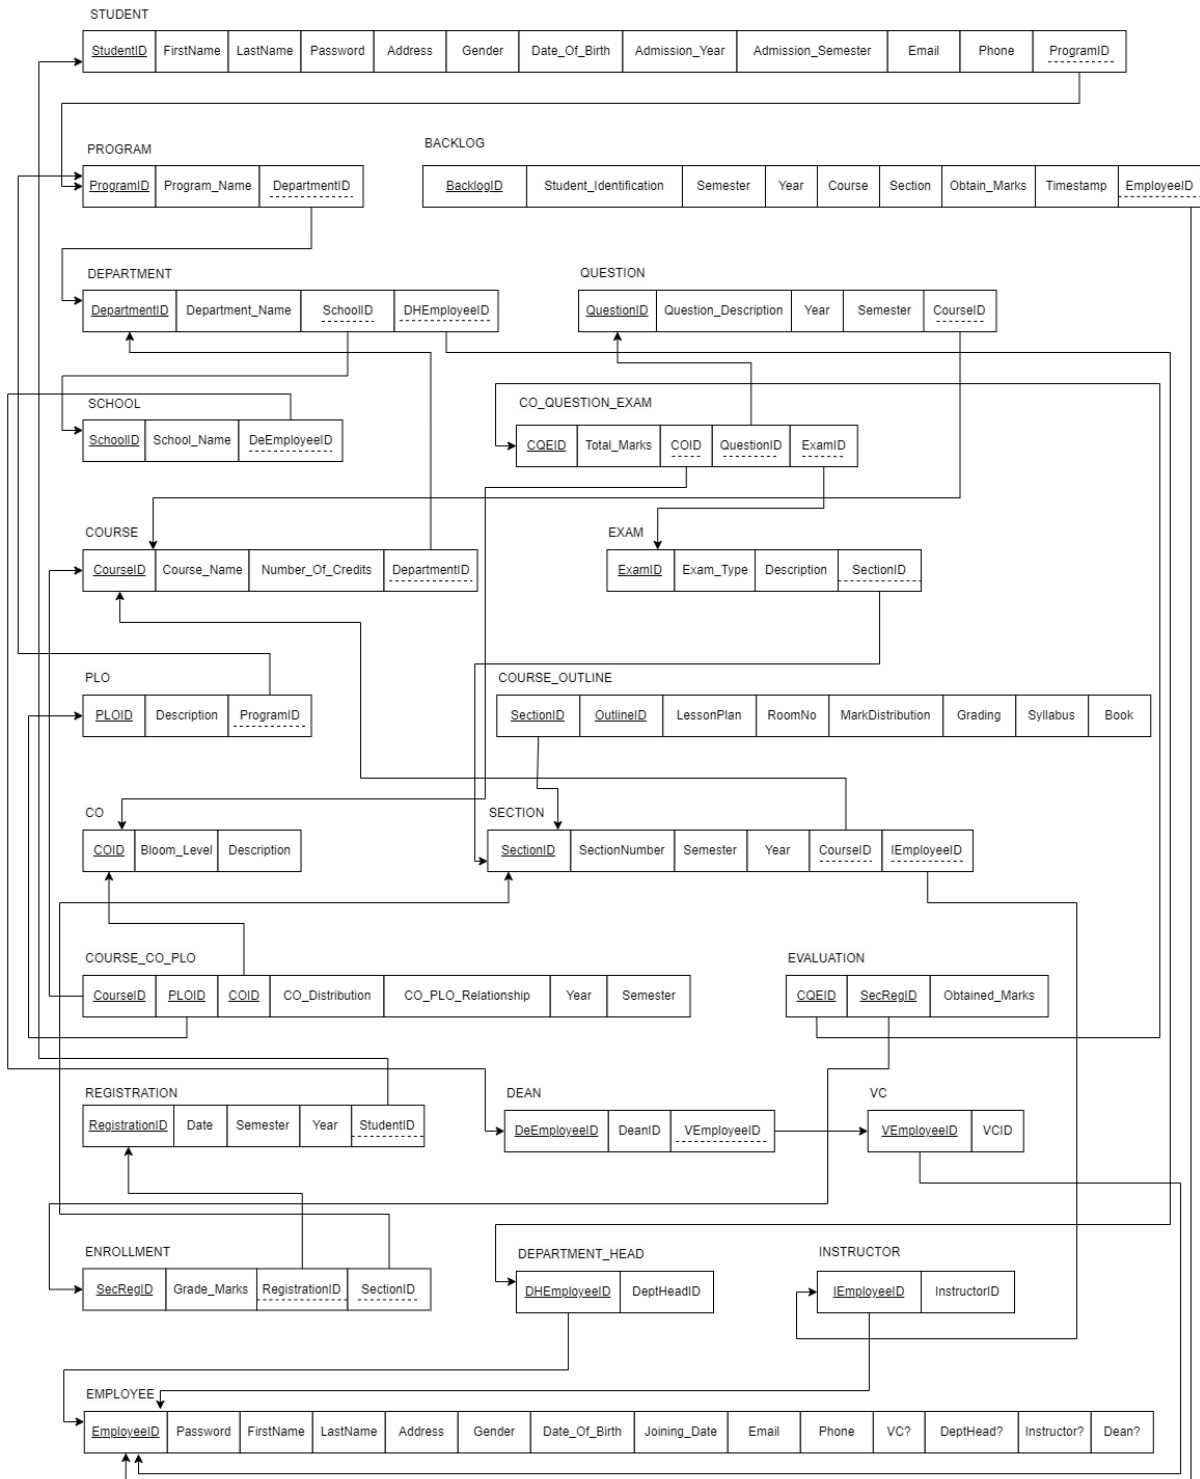 STUDENT
StudentID FirstName LastName Password Address Gender Date_Of_Birth Admission_Year Admission_Semester Email Phone ProgramID
PROGRAM
ProgramID Program_Name DepartmentID
BACKLOG
BacklogID Student_Identification Semester Year Course Section Obtain_Marks Timestamp EmployeeID
DEPARTMENT
DepartmentID Department_Name SchoolID DHEmployeeID
QUESTION
QuestionID Question_Description Year Semester CourseID
SCHOOL
SchoolID School_Name DeEmployeeID
CO_QUESTION_EXAM
CQEID Total_Marks COID QuestionID ExamID
COURSE
CourseID Course_Name Number_Of_Credits DepartmentID
EXAM
ExamID Exam_Type Description SectionID
PLO
PLOID Description ProgramID
COURSE_OUTLINE
SectionID OutlineID LessonPlan RoomNo MarkDistribution Grading Syllabus Book
CO
COID Bloom_Level Description
SECTION
SectionID SectionNumber Semester Year CourseID IEmployeeID
COURSE_CO_PLO
CourseID PLOID COID CO_Distribution CO_PLO_Relationship Year Semester
EVALUATION
CQEID SecRegID Obtained_Marks
REGISTRATION
RegistrationID Date Semester Year StudentID
DEAN
DeEmployeeID DeanID VEmployeeID
VC
VEmployeeID VCID
ENROLLMENT
SecRegID Grade_Marks RegistrationID SectionID
DEPARTMENT_HEAD
DHEmployeeID DeptHeadID
INSTRUCTOR
IEmployeeID InstructorID
EMPLOYEE
EmployeeID Password FirstName LastName Address Gender Date_Of_Birth Joining_Date Email Phone VC? DeptHead? Instructor? Dean?